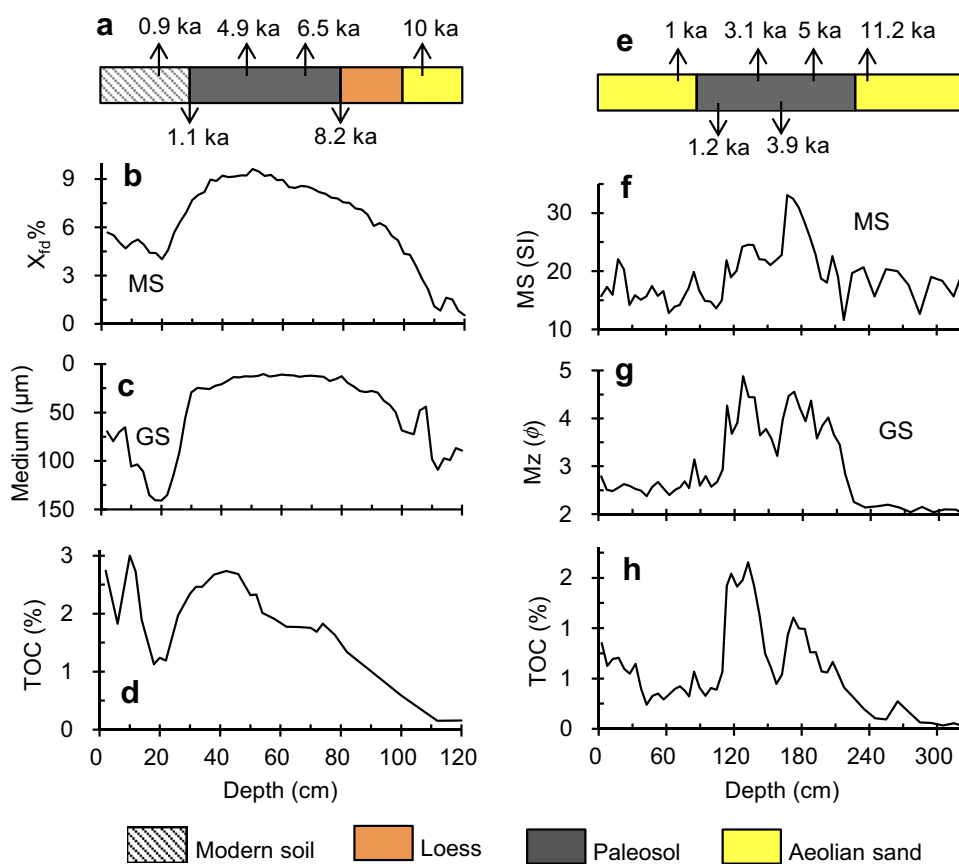 a
0.9 ka 4.9 ka 6.5 ka 10 ka
1.1 ka 8.2 ka
b
9
6
3
0
X_fd%
MS
c
0
50
100
150
Medium (µm)
GS
d
3
2
1
0
TOC (%)
0 20 40 60 80 100 120
Depth (cm)
e
1 ka 3.1 ka 5 ka 11.2 ka
1.2 ka 3.9 ka
f
30
20
10
MS (SI)
MS
g
5
4
3
2
Mz (ϕ)
GS
h
2
1
1
0
TOC (%)
0 60 120 180 240 300
Depth (cm)
Modern soil Loess Paleosol Aeolian sand